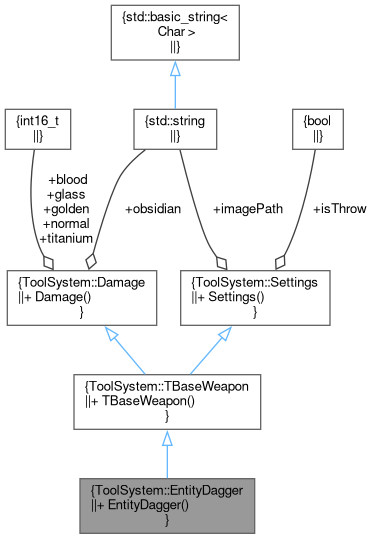 {std::basic_string<
Char >
||}
{int16_t
||}
{std::string
||}
{bool
||}
+blood
+glass
+golden
+normal
+titanium
+obsidian
+imagePath
+isThrow
{ToolSystem::Damage
||+ Damage()
}
{ToolSystem::Settings
||+ Settings()
}
{ToolSystem::TBaseWeapon
||+ TBaseWeapon()
}
{ToolSystem::EntityDagger
||+ EntityDagger()
}